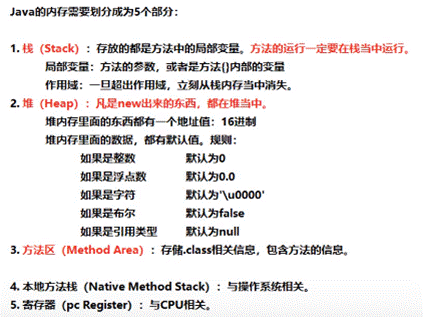 Java的内存需要划分成为5个部分：
1. 栈（Stack）：存放的都是方法中的局部变量。方法的运行一定要在栈当中运行。
局部变量：方法的参数，或者是方法{}内部的变量
作用域：一旦超出作用域，立刻从栈内存当中消失。
2. 堆（Heap）：凡是new出来的东西，都在堆当中。
堆内存里面的东西都有一个地址值：16进制
堆内存里面的数据，都有默认值。规则：
如果是整数 默认为0
如果是浮点数 默认为0.0
如果是字符 默认为'\u0000'
如果是布尔 默认为false
如果是引用类型 默认为null
3. 方法区（Method Area）：存储.class相关信息，包含方法的信息。
4. 本地方法栈（Native Method Stack）：与操作系统相关。
5. 寄存器（pc Register）：与CPU相关。